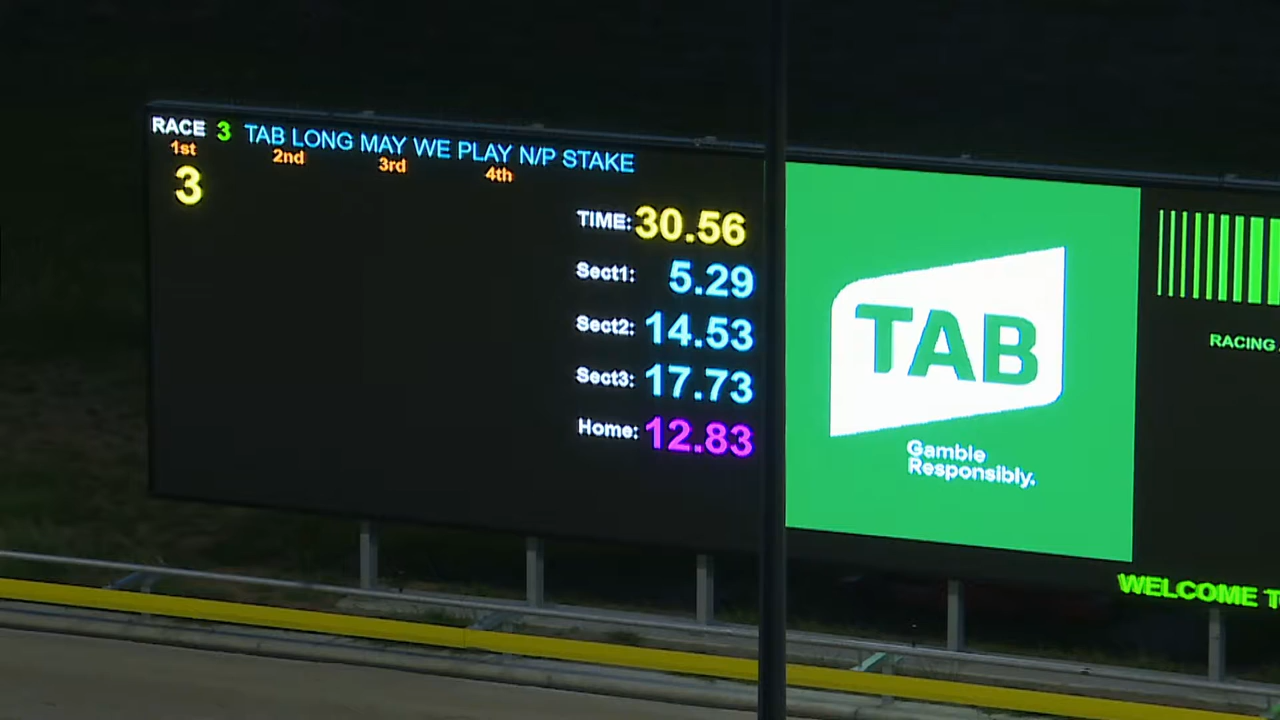 RACE 3 TAB LONG MAY WE PLAY N/P STAKE
1st 2nd 3rd 4th
3
TIME: 30.56
Sect1: 5.29
Sect2: 14.53
Sect3: 17.73
Home: 12.83
TAB
Gamble
Responsibly.
RACING
WELCOME T